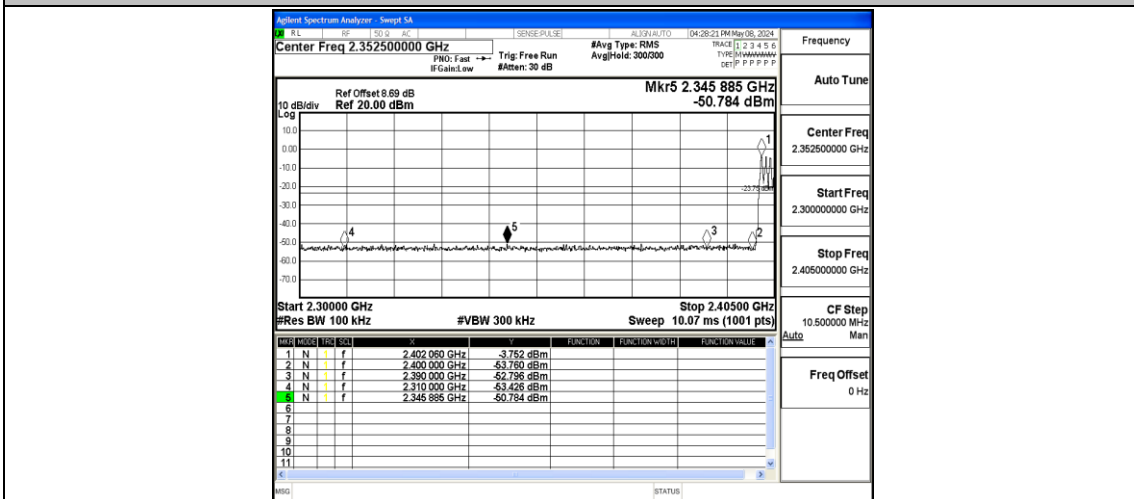 Agilent Spectrum Analyzer - Swept SA
RL RF 50 Ω AC SENSE:PULSE ALIGNAUTO 04:28:21 PM May 08, 2024
Center Freq 2.352500000 GHz
PNO: Fast
IFGain:Low
Trig: Free Run
#Atten: 30 dB
#Avg Type: RMS
Avg|Hold: 300/300
TRACE 1 2 3 4 5 6
TYPE
DET P P P P P P
Mkr5 2.345 885 GHz
-50.784 dBm
Ref Offset 8.69 dB
10 dB/div Ref 20.00 dBm
Log
10.0
0.00
-10.0
-20.0
-30.0
-40.0
-50.0
-60.0
-70.0
1
-23.75 dBm
4
5
3
2
Start 2.30000 GHz Stop 2.40500 GHz
#Res BW 100 kHz #VBW 300 kHz Sweep 10.07 ms (1001 pts)
MKR MODE TRC SCL X Y FUNCTION FUNCTION WIDTH FUNCTION VALUE
1 N 1 f 2.402 060 GHz -3.752 dBm
2 N 1 f 2.400 000 GHz -53.760 dBm
3 N 1 f 2.390 000 GHz -52.796 dBm
4 N 1 f 2.310 000 GHz -53.426 dBm
5 N 1 f 2.345 885 GHz -50.784 dBm
6
7
8
9
10
11
MSG STATUS
Frequency
Auto Tune
Center Freq
2.352500000 GHz
Start Freq
2.300000000 GHz
Stop Freq
2.405000000 GHz
CF Step
10.500000 MHz
Auto Man
Freq Offset
0 Hz